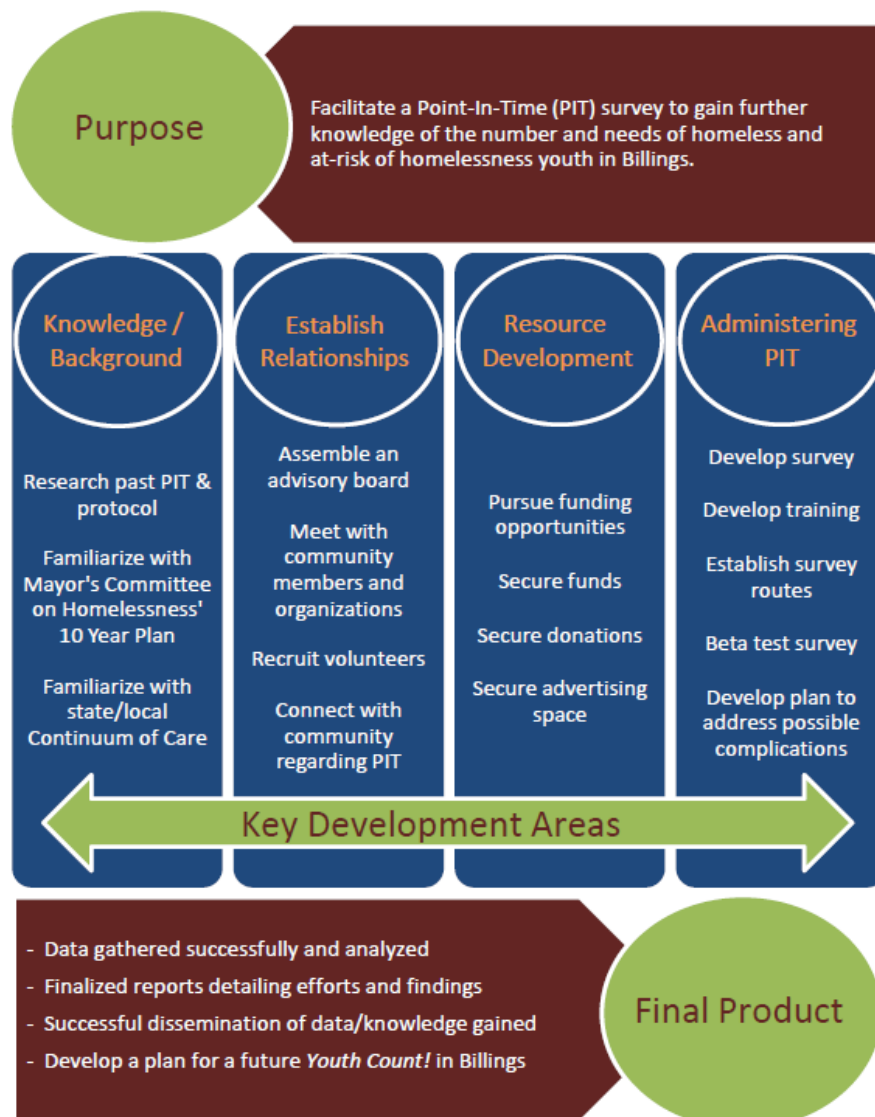 Purpose
Facilitate a Point-In-Time (PIT) survey to gain further
knowledge of the number and needs of homeless and
at-risk of homelessness youth in Billings.
Knowledge /
Background
Research past PIT &
protocol
Familiarize with
Mayor's Committee
on Homelessness'
10 Year Plan
Familiarize with
state/local
Continuum of Care
Establish
Relationships
Assemble an
advisory board
Meet with
community
members and
organizations
Recruit volunteers
Connect with
community
regarding PIT
Resource
Development
Pursue funding
opportunities
Secure funds
Secure donations
Secure advertising
space
Administering
PIT
Develop survey
Develop training
Establish survey
routes
Beta test survey
Develop plan to
address possible
complications
Key Development Areas
- Data gathered successfully and analyzed
- Finalized reports detailing efforts and findings
- Successful dissemination of data/knowledge gained
- Develop a plan for a future Youth Count! in Billings
Final Product